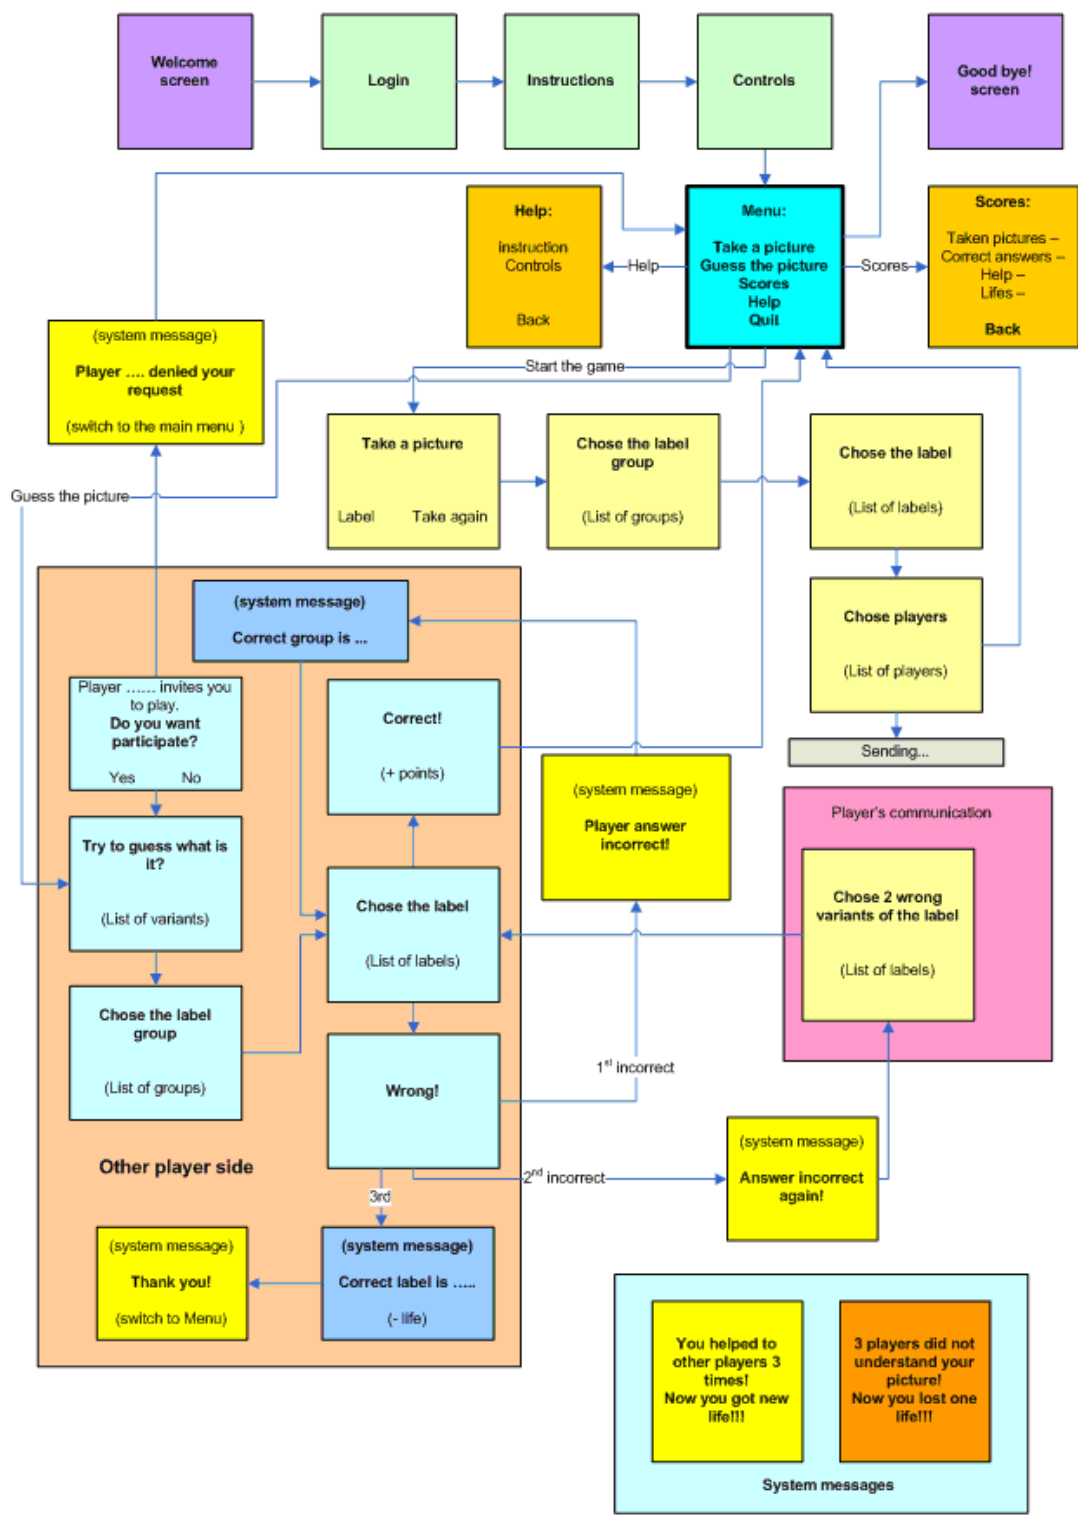 Welcome
screen
Login
Instructions
Controls
Good bye!
screen
Help:
instruction
Controls
Back
Menu:
Take a picture
Guess the picture
Scores
Help
Quit
Scores:
Taken pictures –
Correct answers –
Help –
Lifes –
Back
Help
Scores
(system message)
Player .... denied your
request
(switch to the main menu )
Start the game
Take a picture
Label Take again
Chose the label
group
(List of groups)
Chose the label
(List of labels)
Guess the picture
(system message)
Correct group is ...
Chose players
(List of players)
Player ...... invites you
to play.
Do you want
participate?
Yes No
Correct!
(+ points)
Sending...
(system message)
Player answer
incorrect!
Player's communication
Try to guess what is
it?
(List of variants)
Chose the label
(List of labels)
Chose 2 wrong
variants of the label
(List of labels)
Chose the label
group
(List of groups)
Wrong!
1st incorrect
Other player side
2nd incorrect
3rd
(system message)
Answer incorrect
again!
(system message)
Thank you!
(switch to Menu)
(system message)
Correct label is .....
(- life)
You helped to
other players 3
times!
Now you got new
life!!!
3 players did not
understand your
picture!
Now you lost one
life!!!
System messages